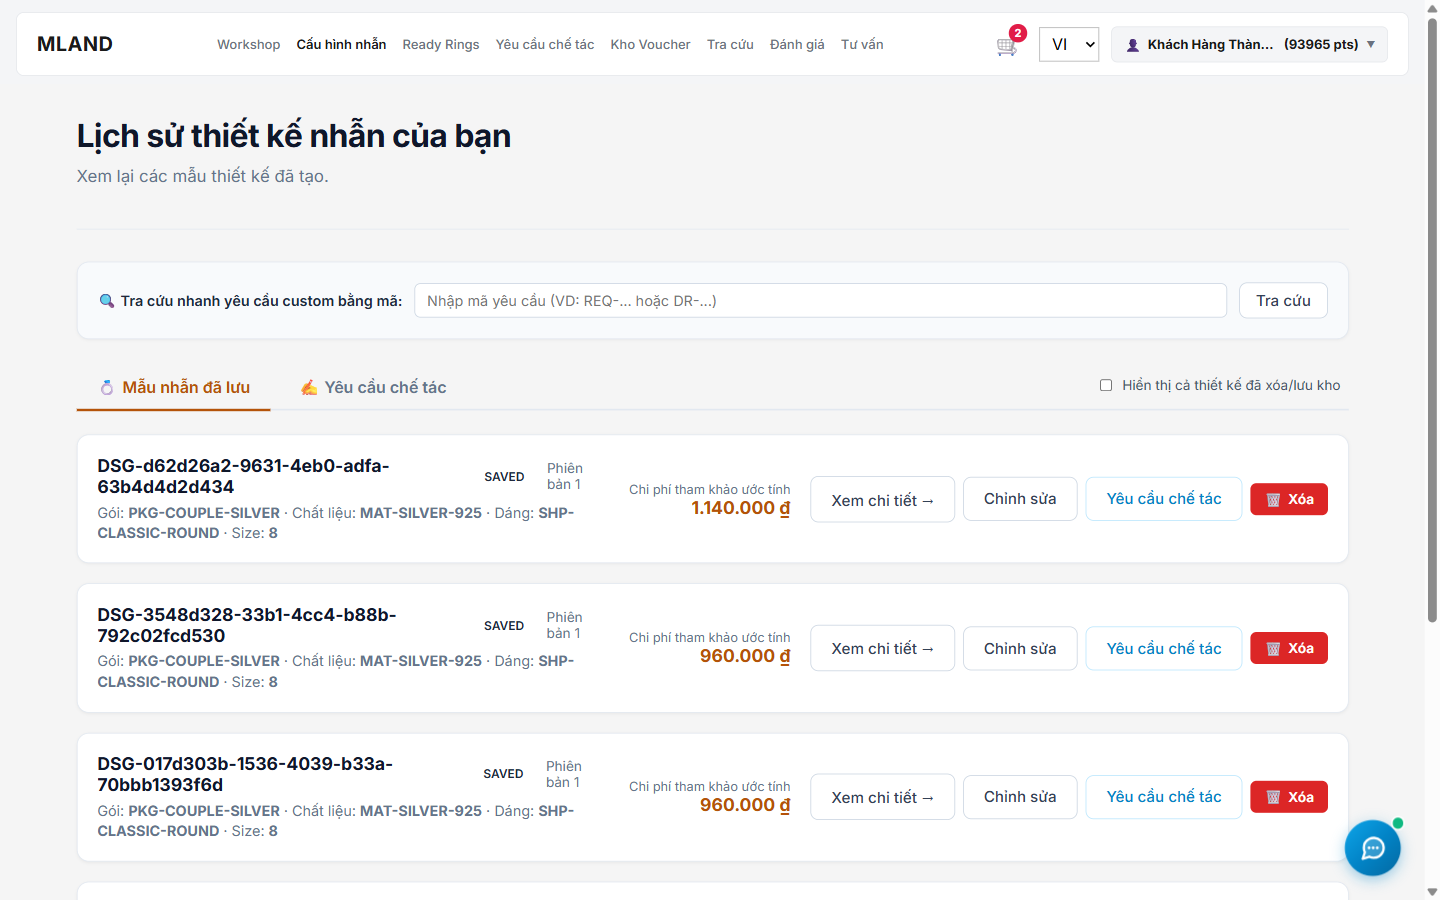 MLAND
Workshop
Cấu hình nhẫn
Ready Rings
Yêu cầu chế tác
Kho Voucher
Tra cứu
Đánh giá
Tư vấn
2
VI
Khách Hàng Thàn... (93965 pts)
Lịch sử thiết kế nhẫn của bạn
Xem lại các mẫu thiết kế đã tạo.
Tra cứu nhanh yêu cầu custom bằng mã:
Nhập mã yêu cầu (VD: REQ-... hoặc DR-...)
Tra cứu
Mẫu nhẫn đã lưu
Yêu cầu chế tác
Hiển thị cả thiết kế đã xóa/lưu kho
DSG-d62d26a2-9631-4eb0-adfa-
63b4d4d2d434
SAVED
Phiên
bản 1
Gói: PKG-COUPLE-SILVER · Chất liệu: MAT-SILVER-925 · Dáng: SHP-
CLASSIC-ROUND · Size: 8
Chi phí tham khảo ước tính
1.140.000 ₫
Xem chi tiết →
Chỉnh sửa
Yêu cầu chế tác
Xóa
DSG-3548d328-33b1-4cc4-b88b-
792c02fcd530
SAVED
Phiên
bản 1
Gói: PKG-COUPLE-SILVER · Chất liệu: MAT-SILVER-925 · Dáng: SHP-
CLASSIC-ROUND · Size: 8
Chi phí tham khảo ước tính
960.000 ₫
Xem chi tiết →
Chỉnh sửa
Yêu cầu chế tác
Xóa
DSG-017d303b-1536-4039-b33a-
70bbb1393f6d
SAVED
Phiên
bản 1
Gói: PKG-COUPLE-SILVER · Chất liệu: MAT-SILVER-925 · Dáng: SHP-
CLASSIC-ROUND · Size: 8
Chi phí tham khảo ước tính
960.000 ₫
Xem chi tiết →
Chỉnh sửa
Yêu cầu chế tác
Xóa